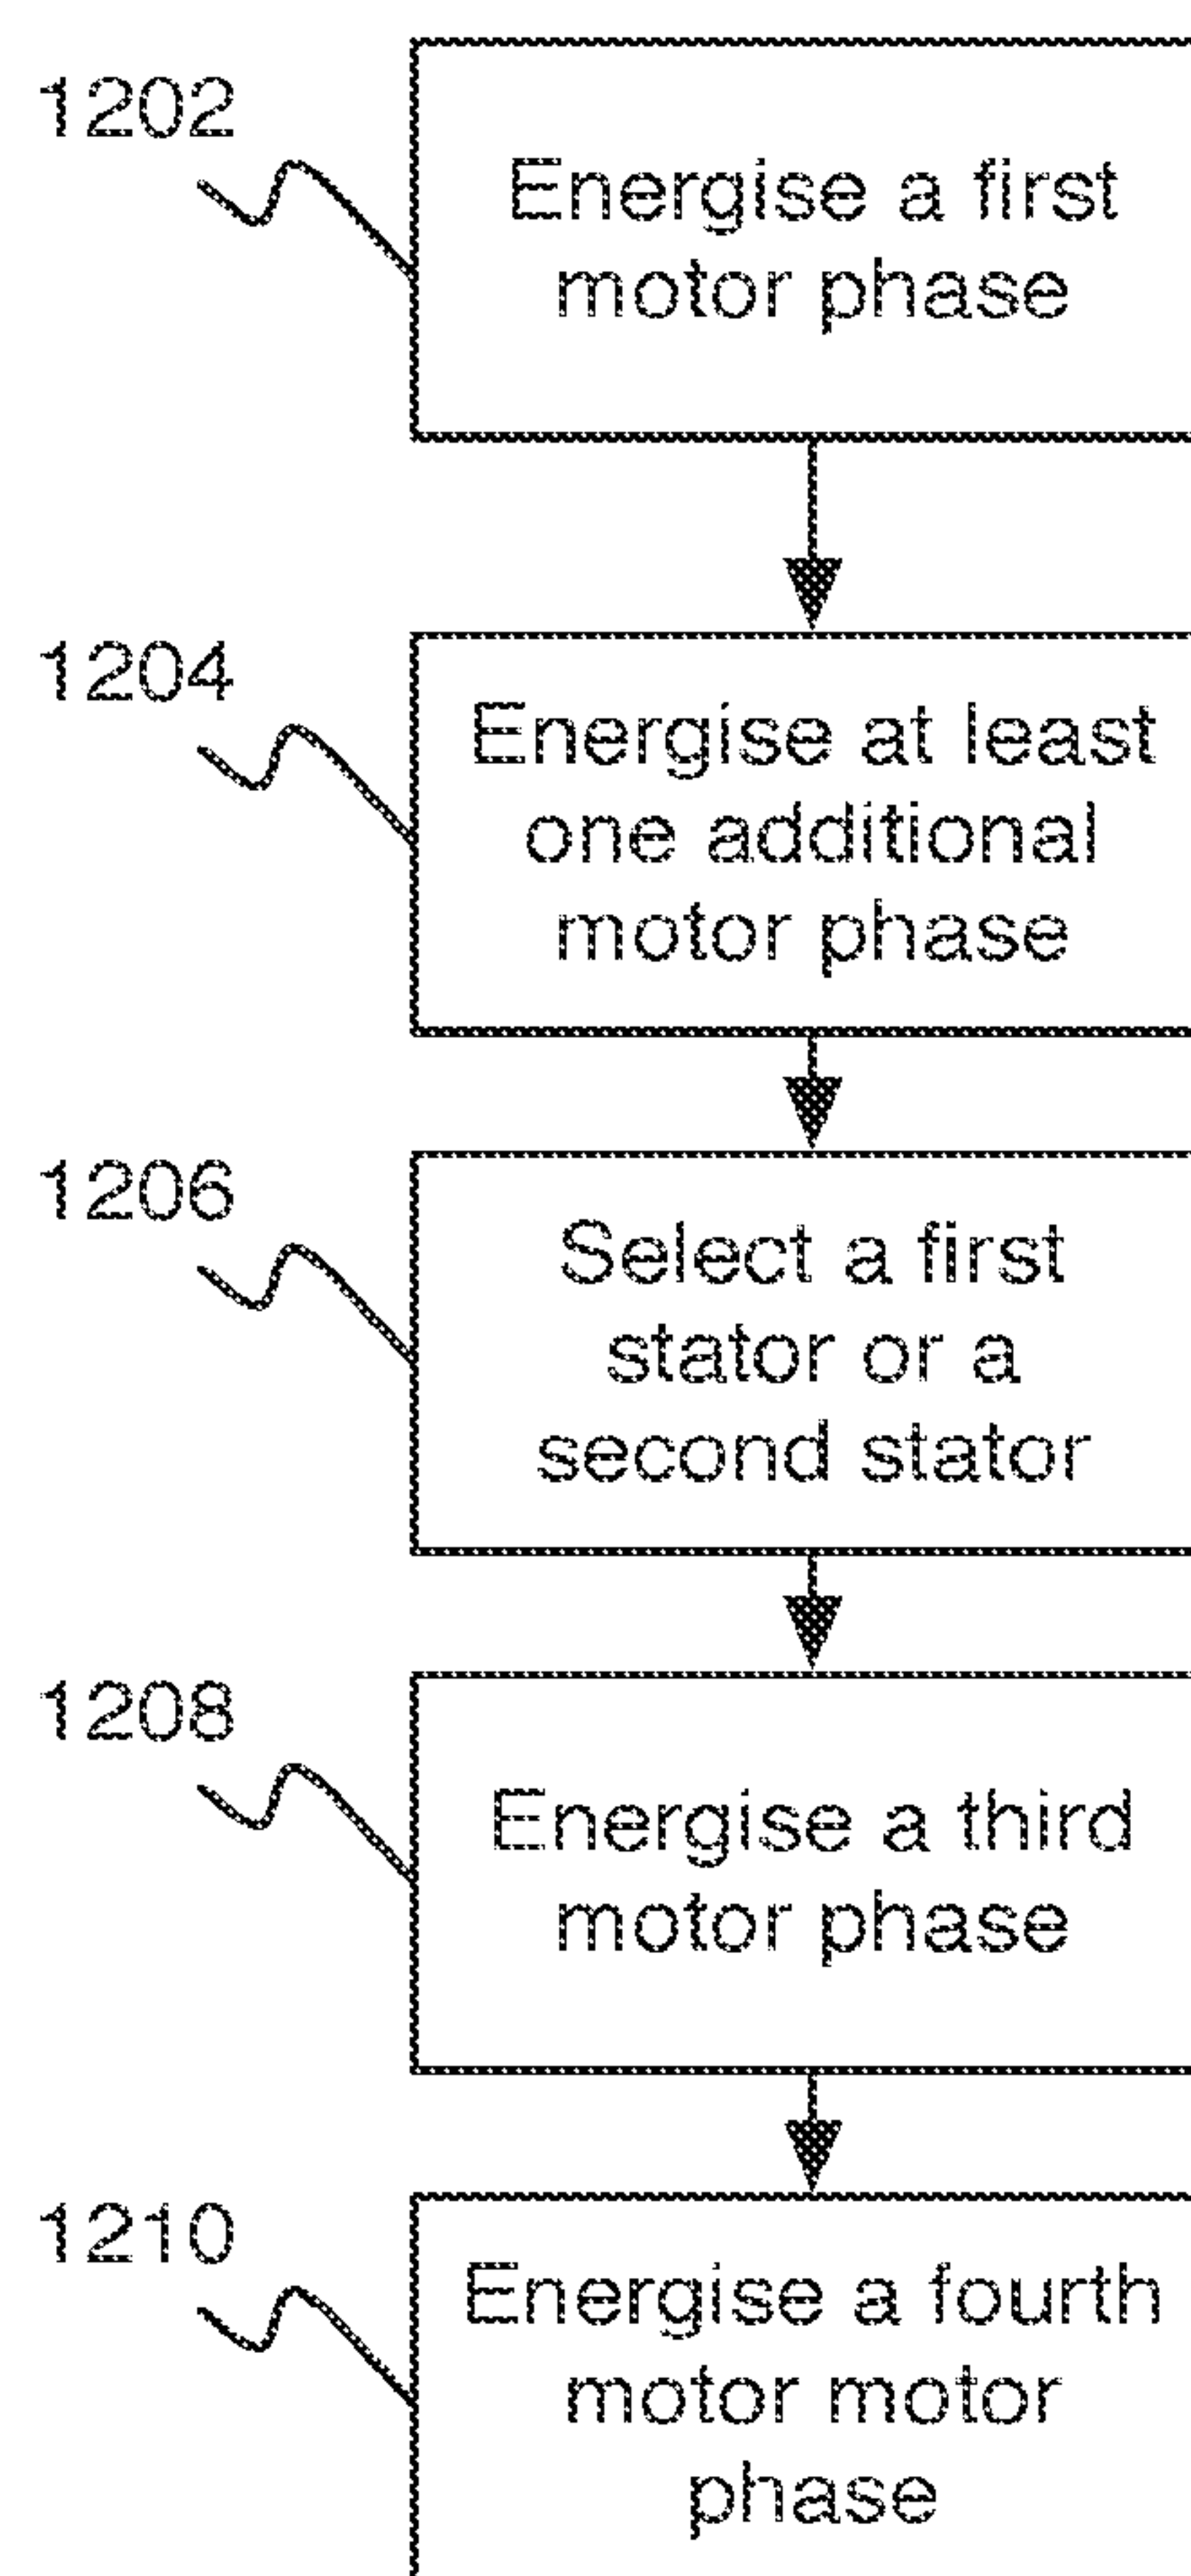 1202
Energise a first
motor phase
1204
Energise at least
one additional
motor phase
1206
Select a first
stator or a
second stator
1208
Energise a third
motor phase
1210
Energise a fourth
motor motor
phase